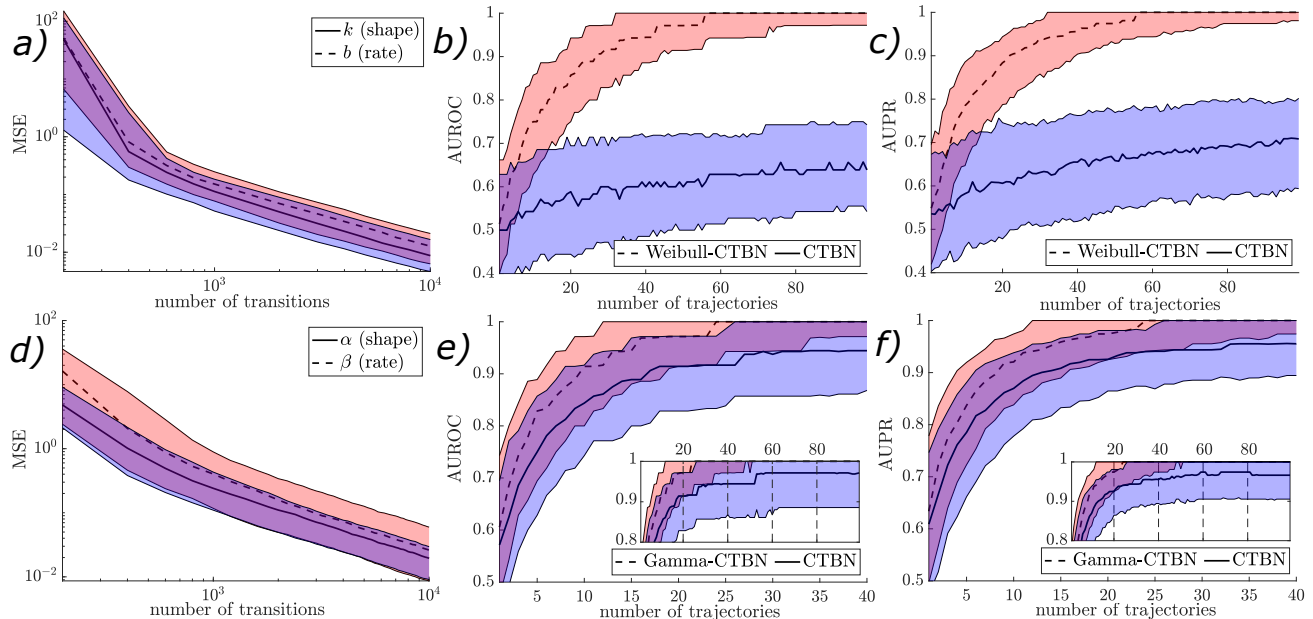 a)
10^2
10^0
10^-2
MSE
k (shape)
b (rate)
10^3
10^4
number of transitions
b)
1
0.9
0.8
0.7
0.6
0.5
0.4
AUROC
Weibull-CTBN
CTBN
20
40
60
80
number of trajectories
c)
1
0.9
0.8
0.7
0.6
0.5
0.4
AUPR
Weibull-CTBN
CTBN
20
40
60
80
number of trajectories
d)
10^2
10^0
10^-2
MSE
α (shape)
β (rate)
10^3
10^4
number of transitions
e)
1
0.9
0.8
0.7
0.6
0.5
AUROC
20
40
60
80
1
0.9
0.8
Gamma-CTBN
CTBN
5
10
15
20
25
30
35
40
number of trajectories
f)
1
0.9
0.8
0.7
0.6
0.5
AUPR
20
40
60
80
1
0.9
0.8
Gamma-CTBN
CTBN
5
10
15
20
25
30
35
40
number of trajectories